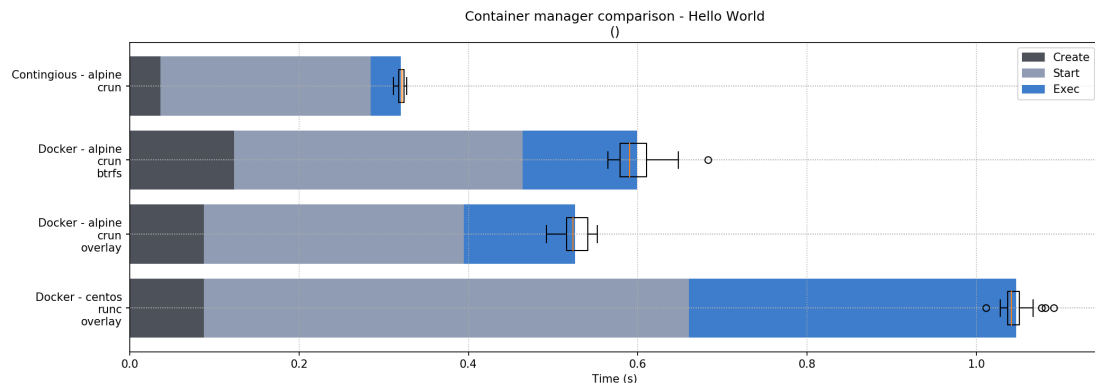 Container manager comparison - Hello World
()
Create
Start
Exec
Contingious - alpine
crun
Docker - alpine
crun
btrfs
Docker - alpine
crun
overlay
Docker - centos
runc
overlay
0.0 0.2 0.4 0.6 0.8 1.0
Time (s)